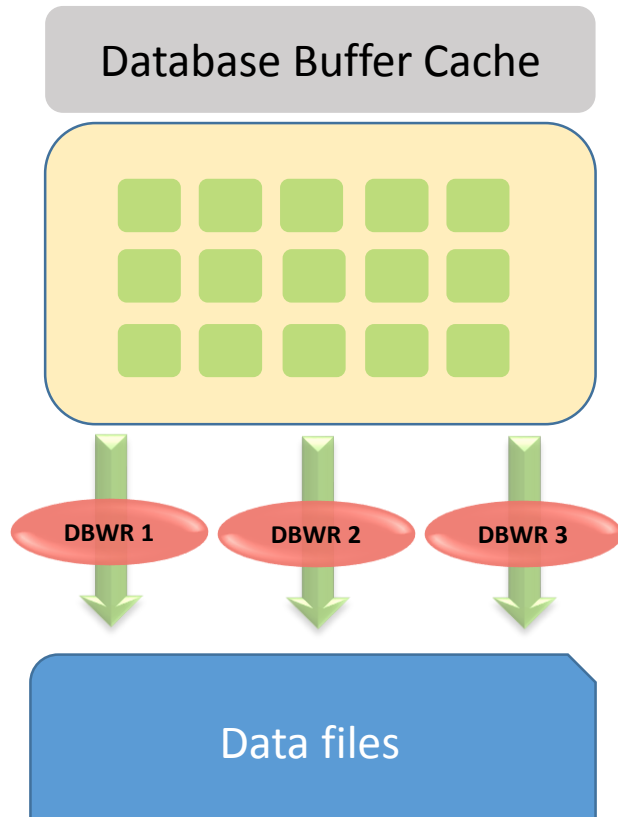 Database Buffer Cache
DBWR 1
DBWR 2
DBWR 3
Data files